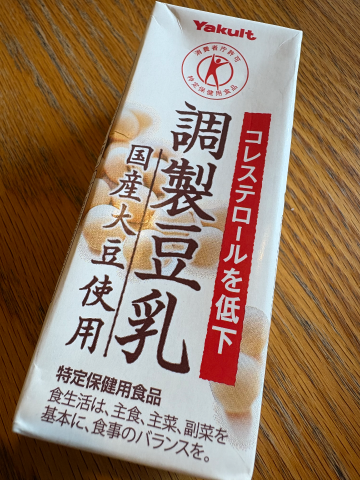 Yakult
消費者庁許可
特定保健用食品
コレステロールを低下
調製豆乳
国産大豆使用
特定保健用食品
食生活は、主食、主菜、副菜を
基本に、食事のバランスを。